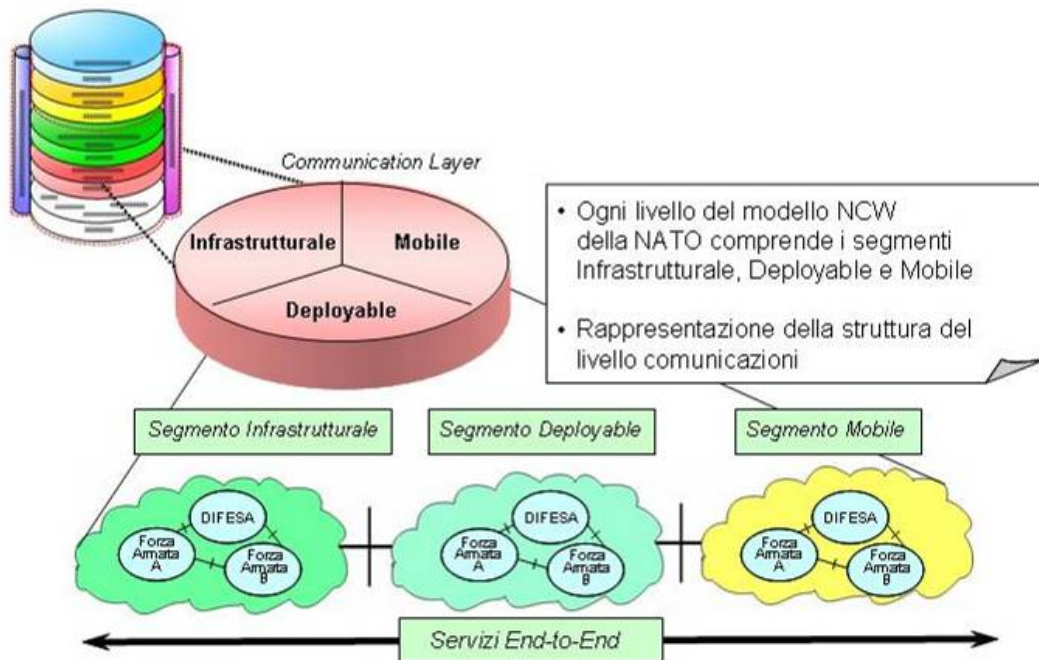 Communication Layer
Infrastrutturale
Mobile
Deployable
• Ogni livello del modello NCW
della NATO comprende i segmenti
Infrastrutturale, Deployable e Mobile
• Rappresentazione della struttura del
livello comunicazioni
Segmento Infrastrutturale
Segmento Deployable
Segmento Mobile
DIFESA
Forza
Armata
A
Forza
Armata
B
DIFESA
Forza
Armata
A
Forza
Armata
B
DIFESA
Forza
Armata
A
Forza
Armata
B
Servizi End-to-End